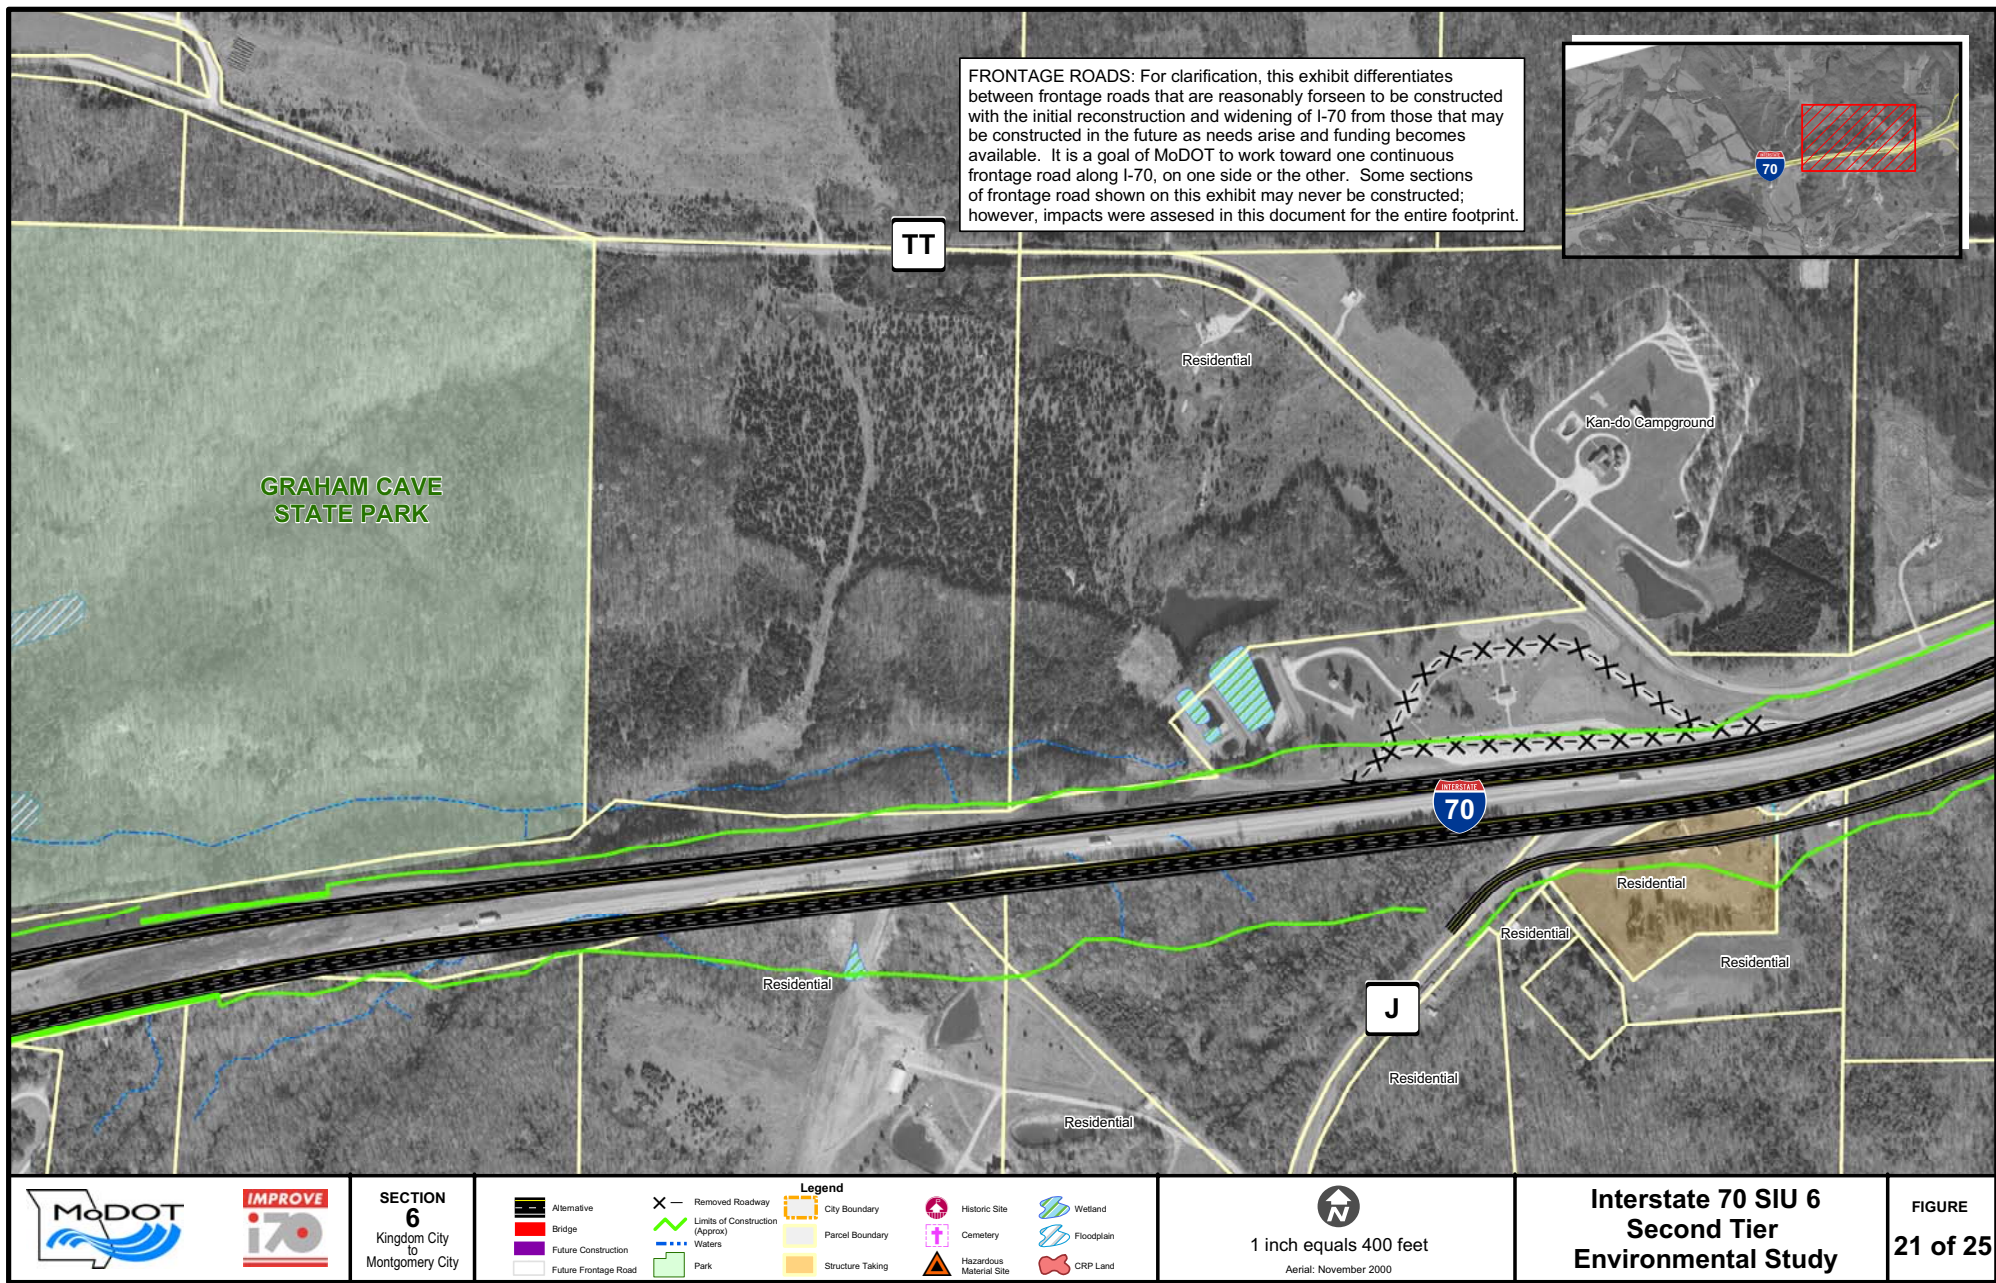 FRONTAGE ROADS: For clarification, this exhibit differentiates
between frontage roads that are reasonably forseen to be constructed
with the initial reconstruction and widening of I-70 from those that may
be constructed in the future as needs arise and funding becomes
available. It is a goal of MoDOT to work toward one continuous
frontage road along I-70, on one side or the other. Some sections
of frontage road shown on this exhibit may never be constructed;
however, impacts were assesed in this document for the entire footprint.
INTERSTATE
70
TT
Residential
Kan-do Campground
GRAHAM CAVE
STATE PARK
INTERSTATE
70
Residential
Residential
Residential
Residential
J
Residential
Residential
MoDOT
IMPROVE
i70
SECTION
6
Kingdom City
to
Montgomery City
Legend
Alternative
Bridge
Future Construction
Future Frontage Road
Removed Roadway
Limits of Construction
(Approx)
Waters
Park
City Boundary
Parcel Boundary
Structure Taking
Historic Site
Cemetery
Hazardous
Material Site
Wetland
Floodplain
CRP Land
N
1 inch equals 400 feet
Aerial: November 2000
Interstate 70 SIU 6
Second Tier
Environmental Study
FIGURE
21 of 25